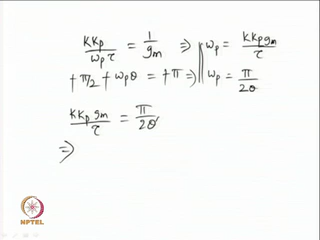 KKp / ωpτ = 1 / gm ⇒ ωp = KKpgm / τ
+ π/2 + ωpθ = +π ⇒ ωp = π / 2θ
KKpgm / τ = π / 2θ
⇒
NPTEL